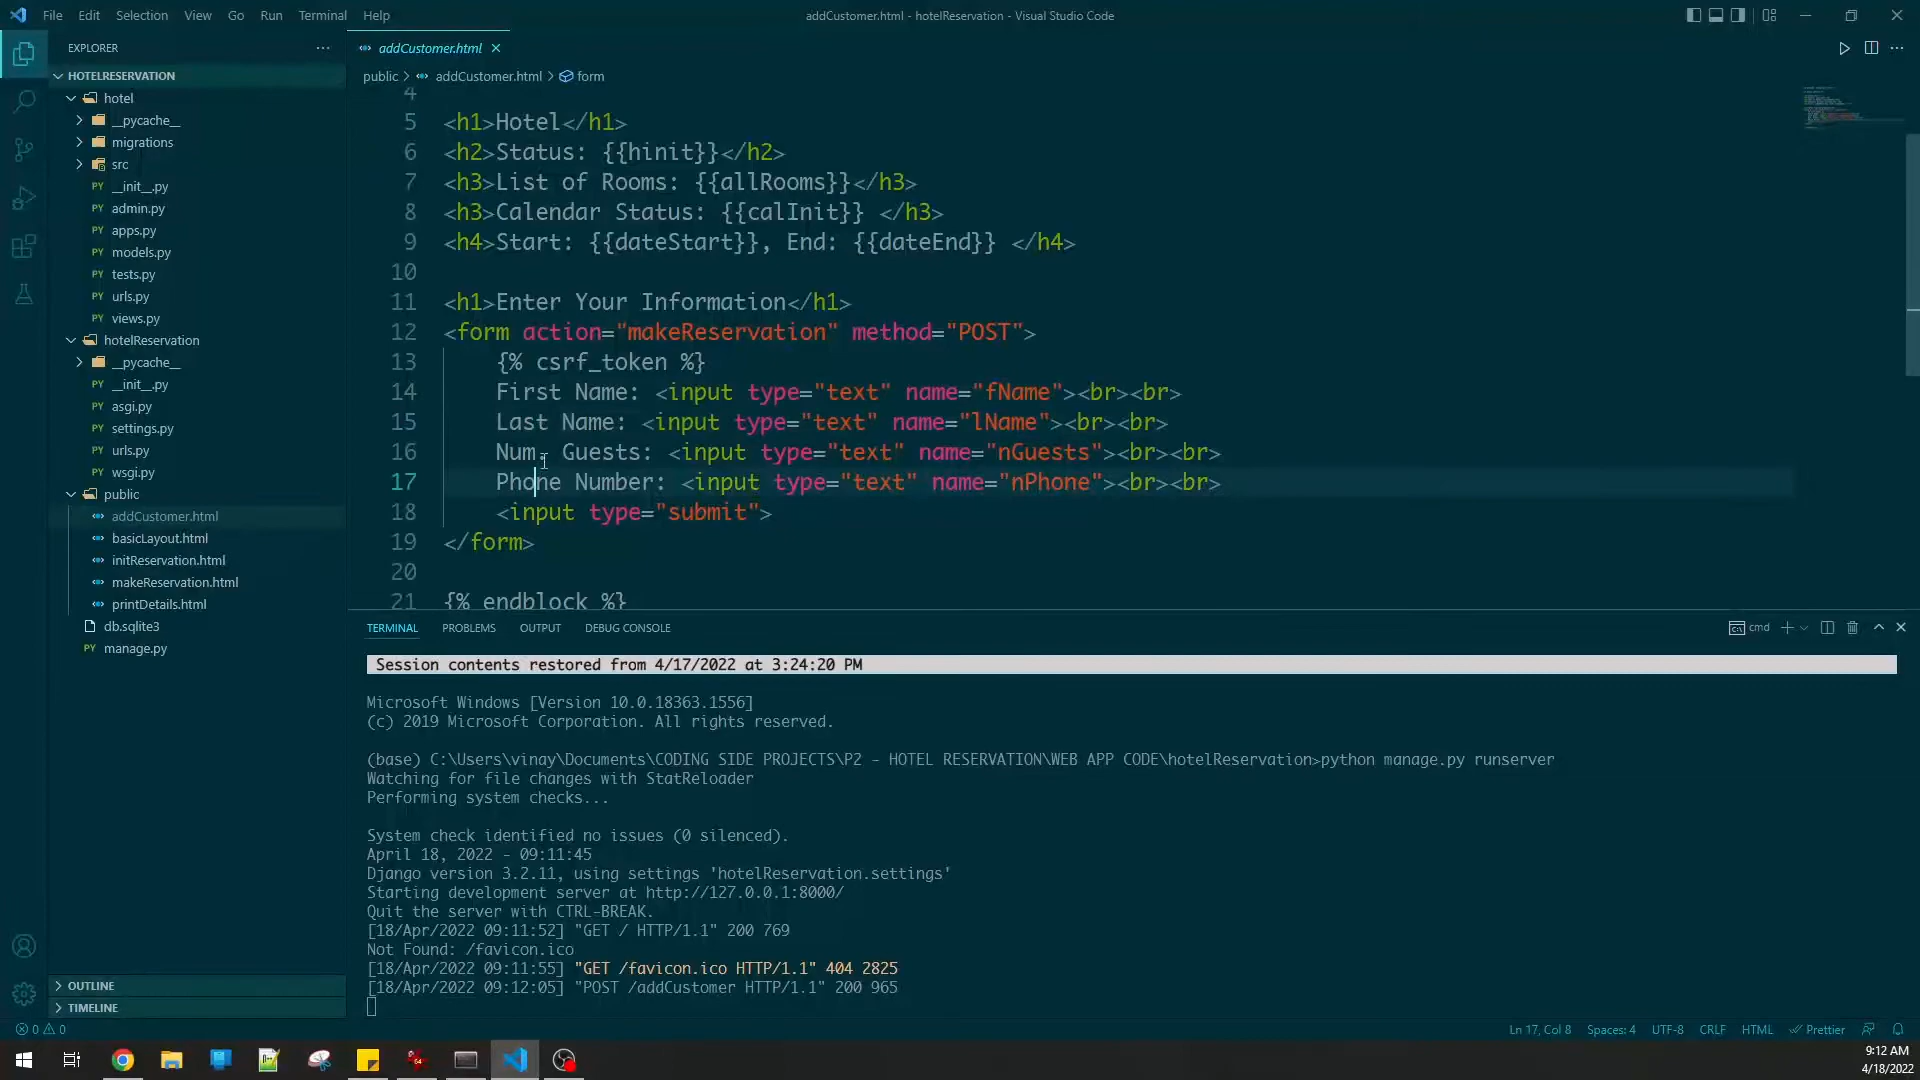 File Edit Selection View Go Run Terminal Help
addCustomer.html - hotelReservation - Visual Studio Code
EXPLORER
HOTELRESERVATION
hotel
__pycache__
migrations
src
PY __init__.py
PY admin.py
PY apps.py
PY models.py
PY tests.py
PY urls.py
PY views.py
hotelReservation
__pycache__
PY __init__.py
PY asgi.py
PY settings.py
PY urls.py
PY wsgi.py
public
addCustomer.html
basicLayout.html
initReservation.html
makeReservation.html
printDetails.html
db.sqlite3
PY manage.py
OUTLINE
TIMELINE
addCustomer.html
public > addCustomer.html > form
4
5 <h1>Hotel</h1>
6 <h2>Status: {{hinit}}</h2>
7 <h3>List of Rooms: {{allRooms}}</h3>
8 <h3>Calendar Status: {{calInit}} </h3>
9 <h4>Start: {{dateStart}}, End: {{dateEnd}} </h4>
10
11 <h1>Enter Your Information</h1>
12 <form action="makeReservation" method="POST">
13 {% csrf_token %}
14 First Name: <input type="text" name="fName"><br><br>
15 Last Name: <input type="text" name="lName"><br><br>
16 Num. Guests: <input type="text" name="nGuests"><br><br>
17 Phone Number: <input type="text" name="nPhone"><br><br>
18 <input type="submit">
19 </form>
20
21 {% endblock %}
TERMINAL PROBLEMS OUTPUT DEBUG CONSOLE
cmd
Session contents restored from 4/17/2022 at 3:24:20 PM
Microsoft Windows [Version 10.0.18363.1556]
(c) 2019 Microsoft Corporation. All rights reserved.
(base) C:\Users\vinay\Documents\CODING SIDE PROJECTS\P2 - HOTEL RESERVATION\WEB APP CODE\hotelReservation>python manage.py runserver
Watching for file changes with StatReloader
Performing system checks...
System check identified no issues (0 silenced).
April 18, 2022 - 09:11:45
Django version 3.2.11, using settings 'hotelReservation.settings'
Starting development server at http://127.0.0.1:8000/
Quit the server with CTRL-BREAK.
[18/Apr/2022 09:11:52] "GET / HTTP/1.1" 200 769
Not Found: /favicon.ico
[18/Apr/2022 09:11:55] "GET /favicon.ico HTTP/1.1" 404 2825
[18/Apr/2022 09:12:05] "POST /addCustomer HTTP/1.1" 200 965
0 0
Ln 17, Col 8 Spaces: 4 UTF-8 CRLF HTML Prettier
9:12 AM
4/18/2022